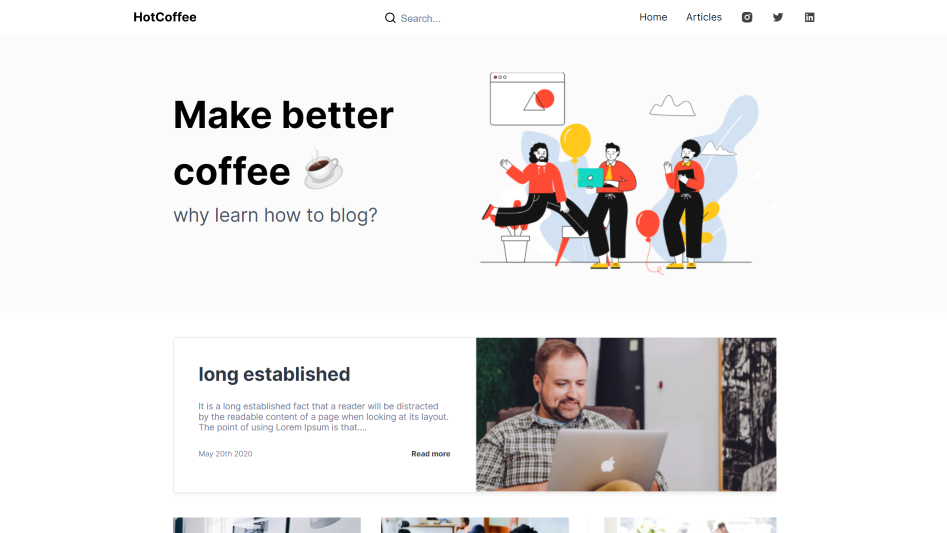 HotCoffee
Search...
Home
Articles
Make better
coffee
why learn how to blog?
long established
It is a long established fact that a reader will be distracted
by the readable content of a page when looking at its layout.
The point of using Lorem Ipsum is that....
May 20th 2020
Read more